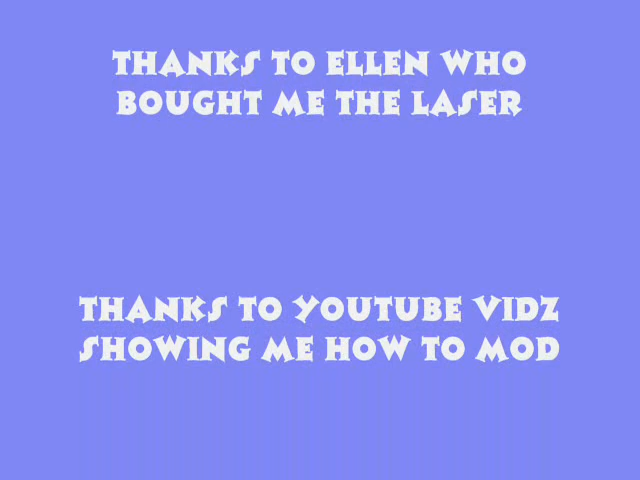 THANKS TO ELLEN WHO
BOUGHT ME THE LASER
THANKS TO YOUTUBE VIDZ
SHOWING ME HOW TO MOD